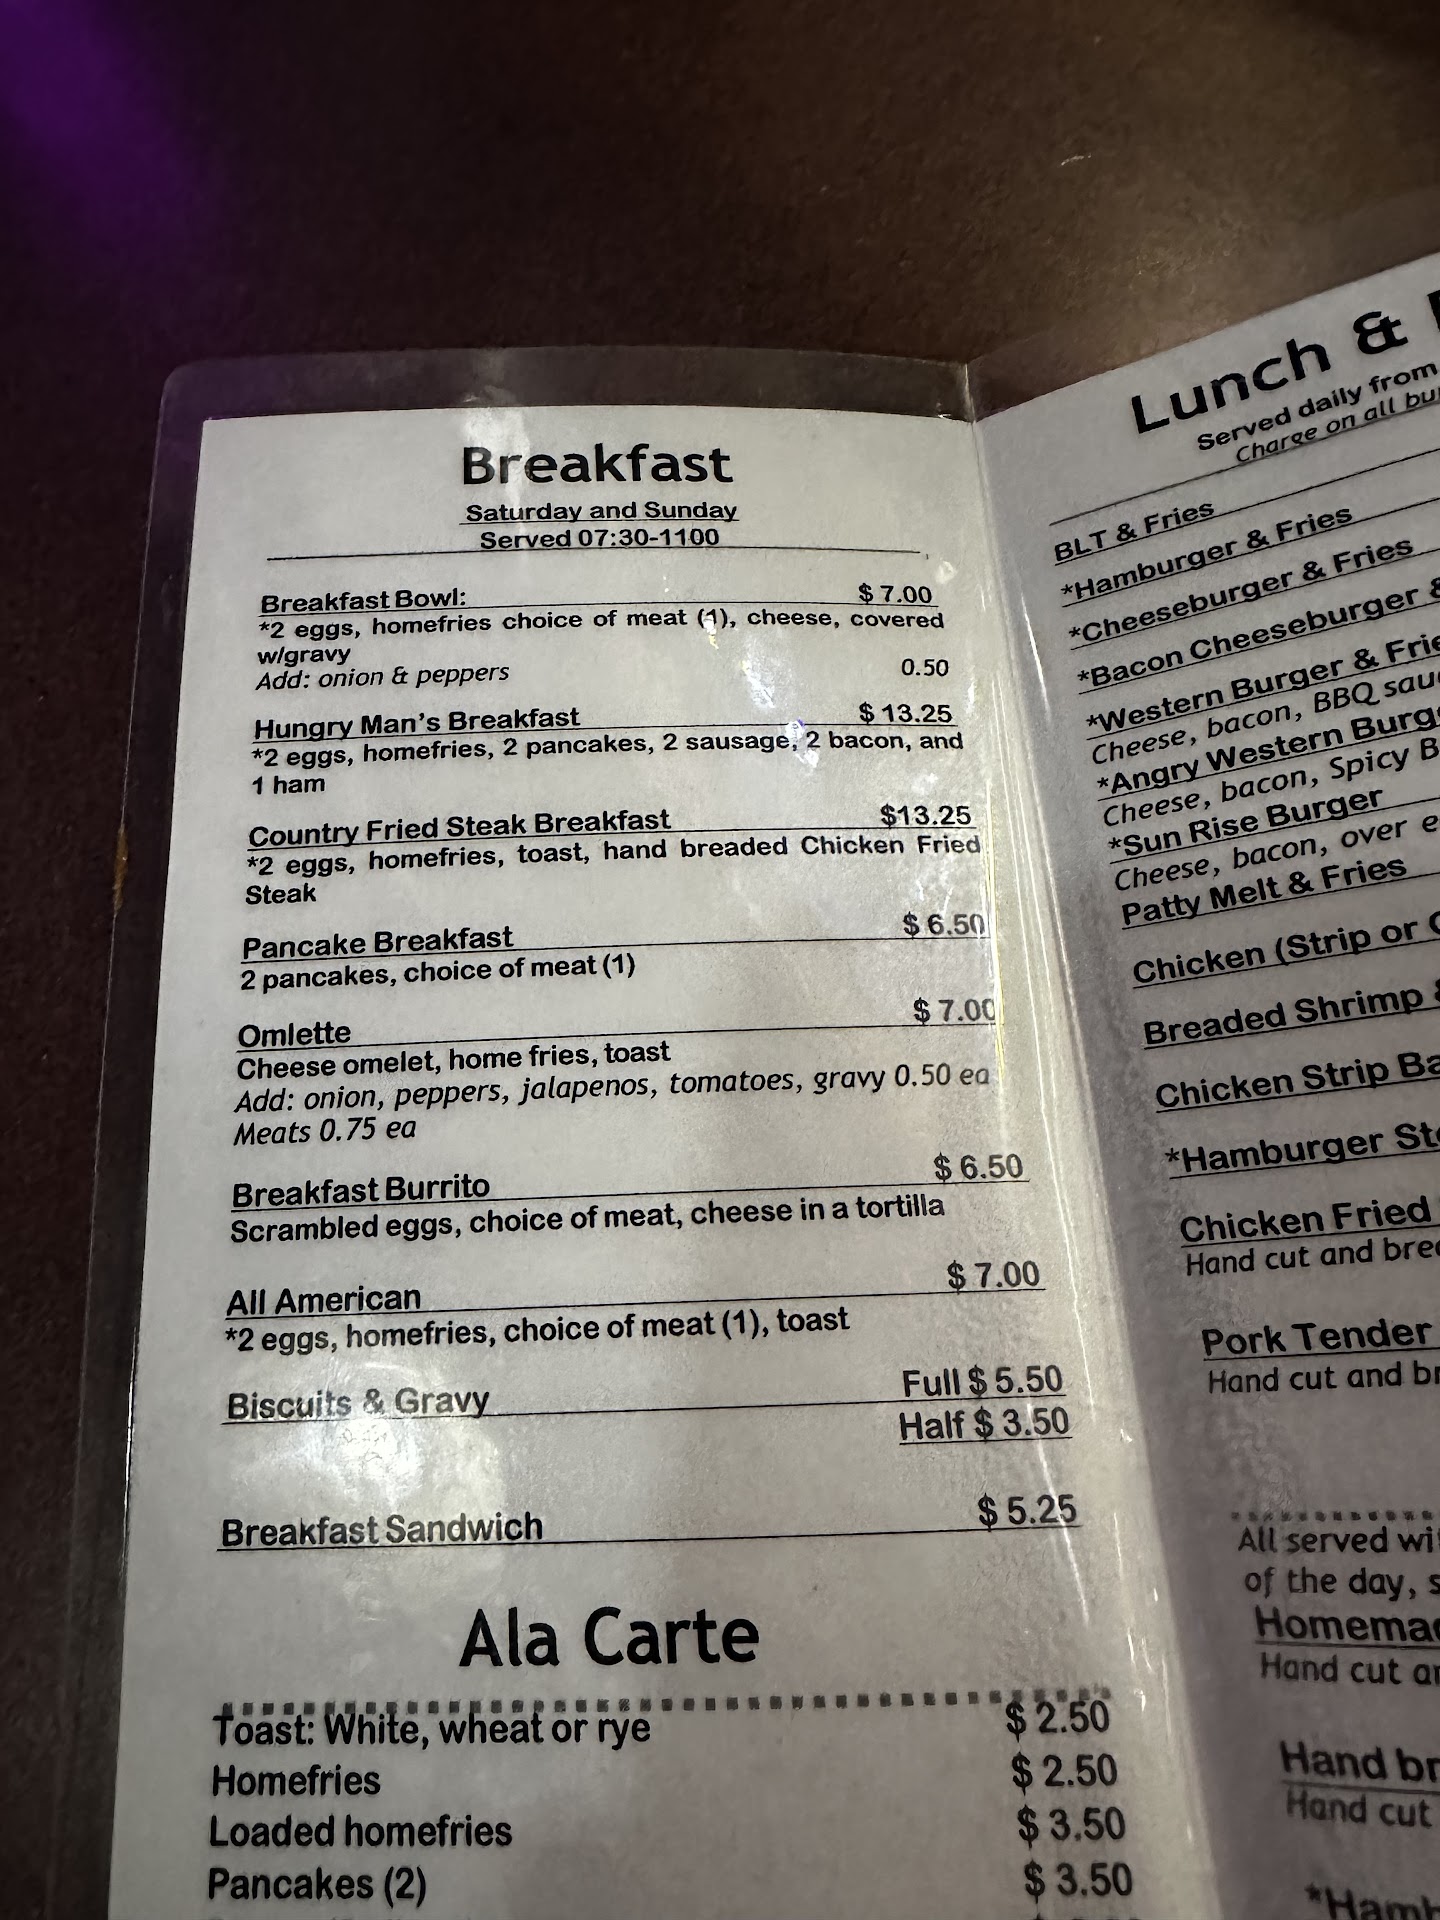 Breakfast
Saturday and Sunday
Served 07:30-1100
Breakfast Bowl: $ 7.00
*2 eggs, homefries choice of meat (1), cheese, covered
w/gravy
Add: onion & peppers 0.50
Hungry Man's Breakfast $ 13.25
*2 eggs, homefries, 2 pancakes, 2 sausage, 2 bacon, and
1 ham
Country Fried Steak Breakfast $13.25
*2 eggs, homefries, toast, hand breaded Chicken Fried
Steak
Pancake Breakfast $ 6.50
2 pancakes, choice of meat (1)
Omlette $ 7.00
Cheese omelet, home fries, toast
Add: onion, peppers, jalapenos, tomatoes, gravy 0.50 ea
Meats 0.75 ea
Breakfast Burrito $ 6.50
Scrambled eggs, choice of meat, cheese in a tortilla
All American $ 7.00
*2 eggs, homefries, choice of meat (1), toast
Biscuits & Gravy Full $ 5.50
Half $ 3.50
Breakfast Sandwich $ 5.25
Ala Carte
Toast: White, wheat or rye $ 2.50
Homefries $ 2.50
Loaded homefries $ 3.50
Pancakes (2) $ 3.50
Lunch &
Served daily from
Charge on all
BLT & Fries
*Hamburger & Fries
*Cheeseburger & Fries
*Bacon Cheeseburger &
*Western Burger &
Cheese, bacon, BBQ
*Angry Western
Cheese, bacon, Spicy
*Sun Rise Burger
Cheese, bacon, over
Patty Melt & Fries
Chicken (Strip or
Breaded Shrimp
Chicken Strip
*Hamburger
Chicken Fried
Hand cut and
Pork Tender
Hand cut and
All served
of the day,
Hand cut
Hand
Hand cut